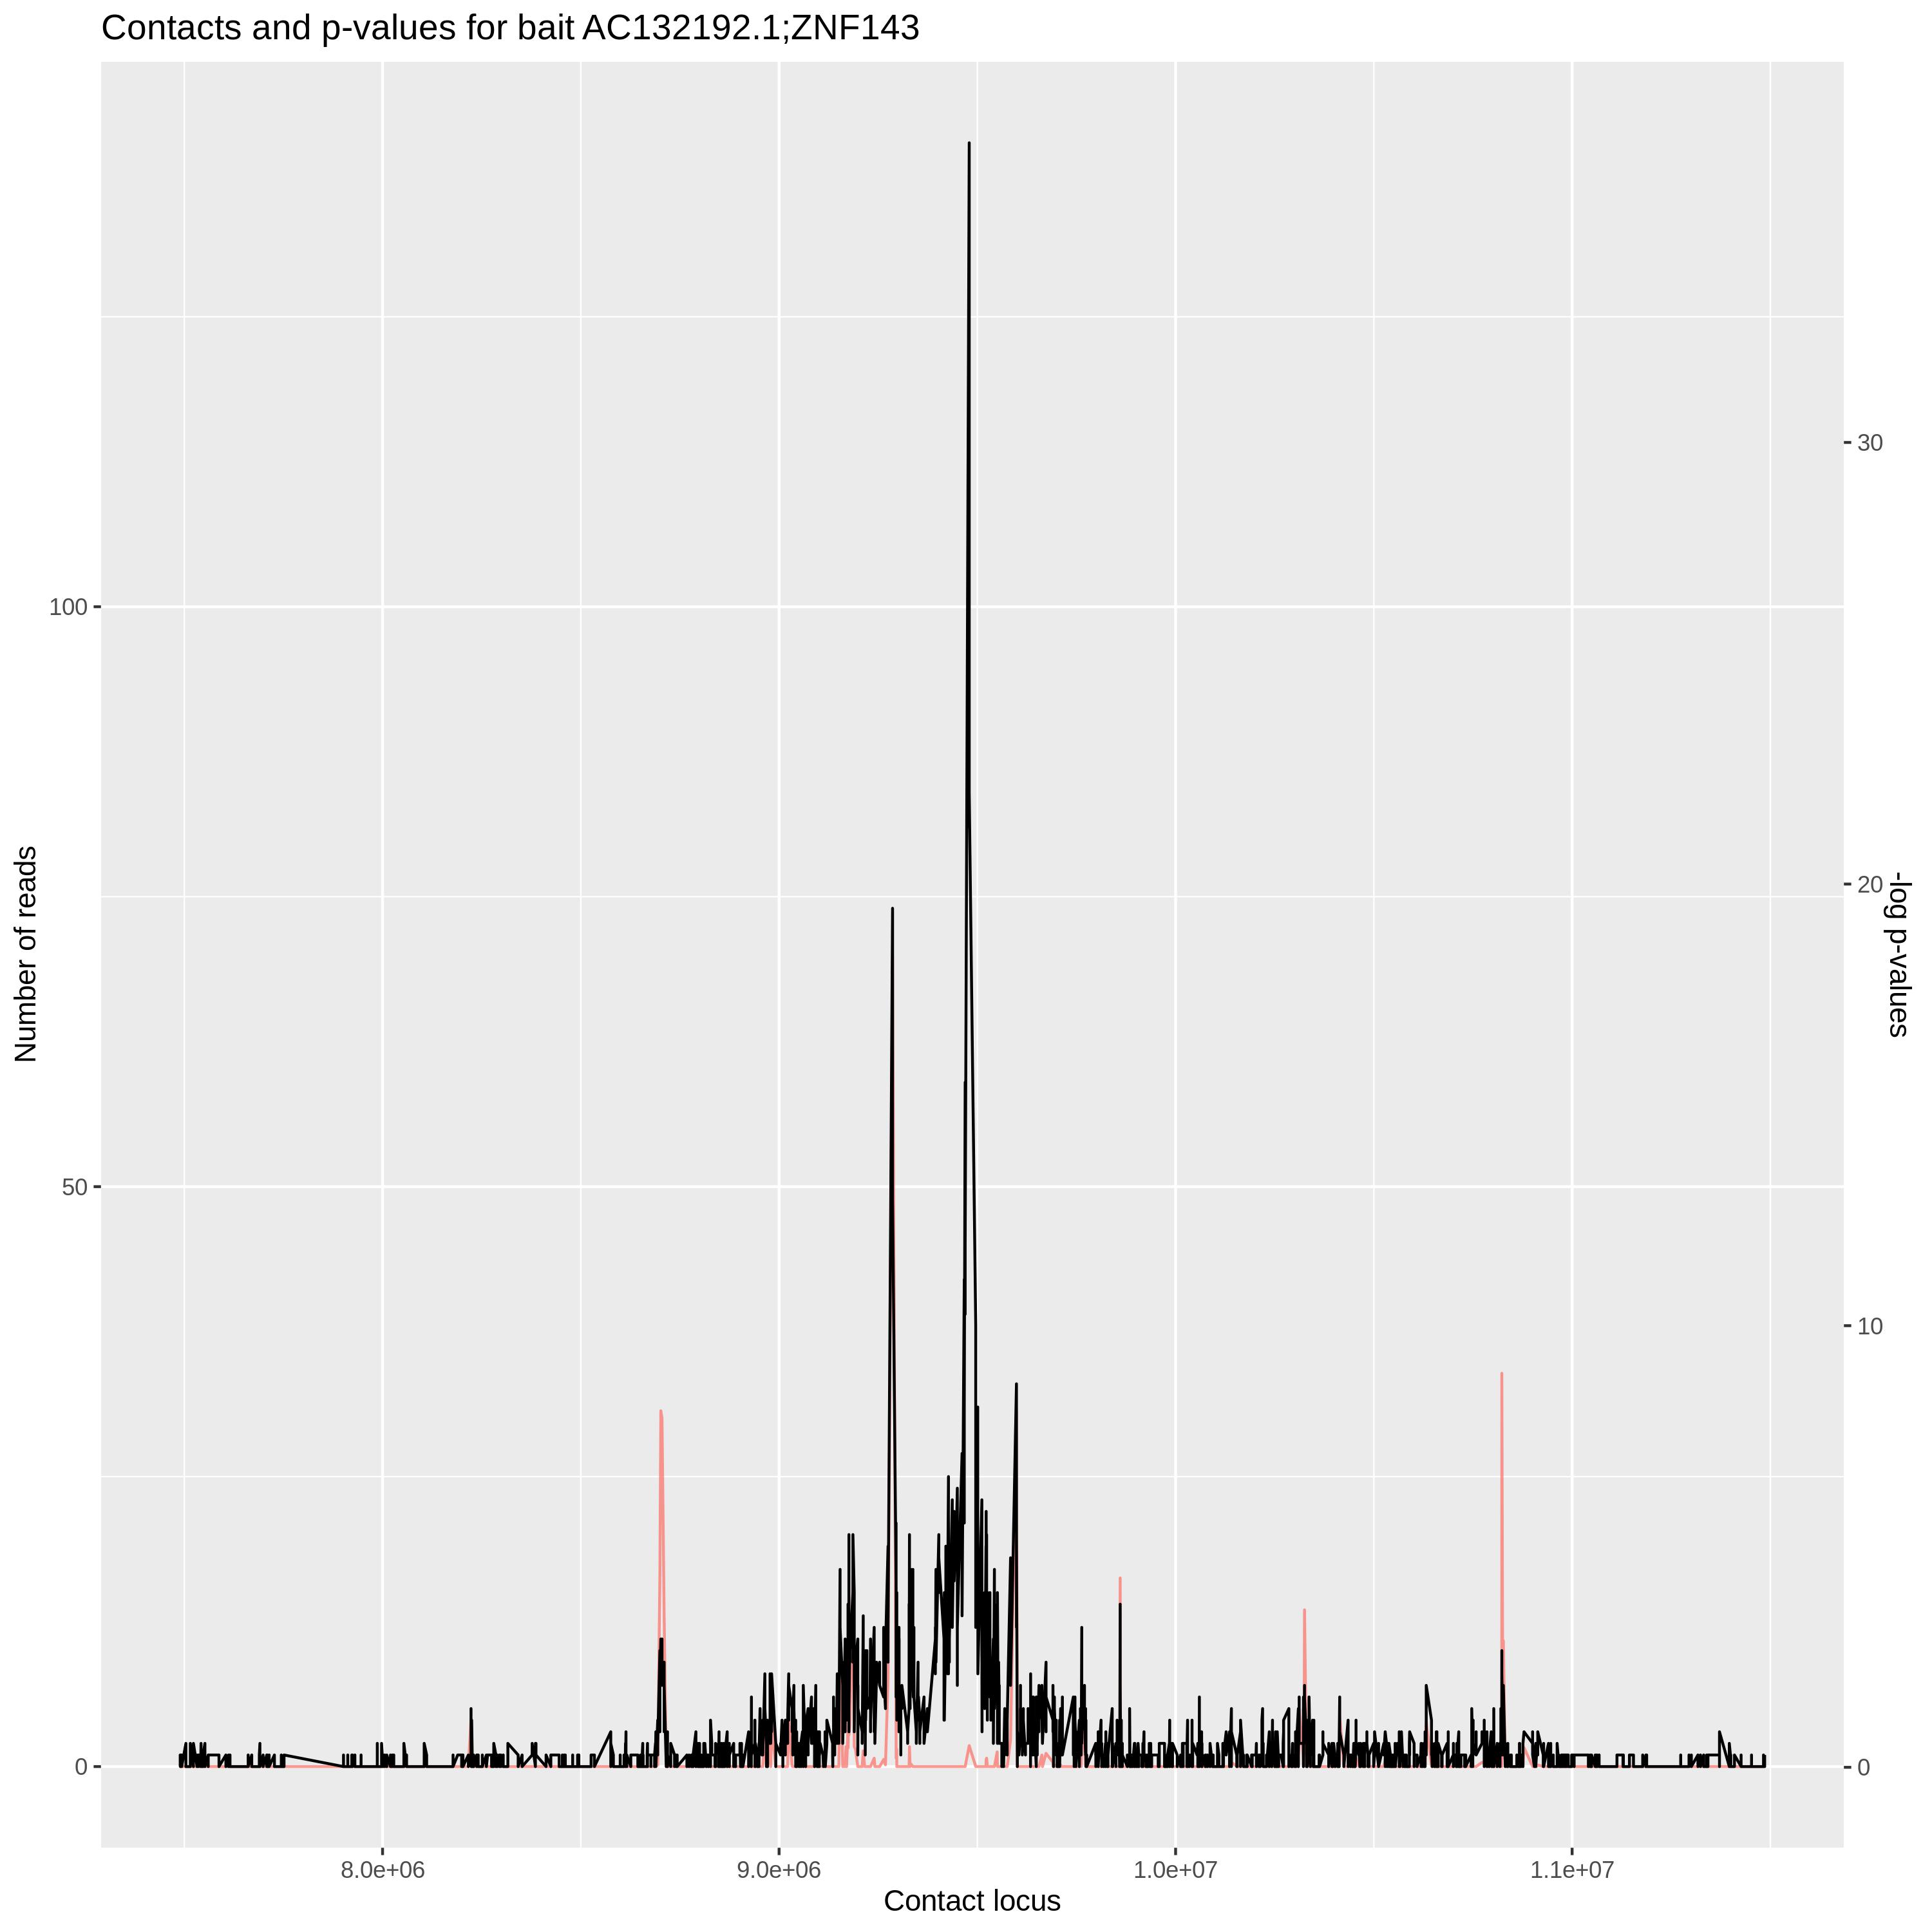 Contacts and p-values for bait AC132192.1;ZNF143
Number of reads
100
50
0
30
20
10
0
-log p-values
8.0e+06
9.0e+06
1.0e+07
1.1e+07
Contact locus